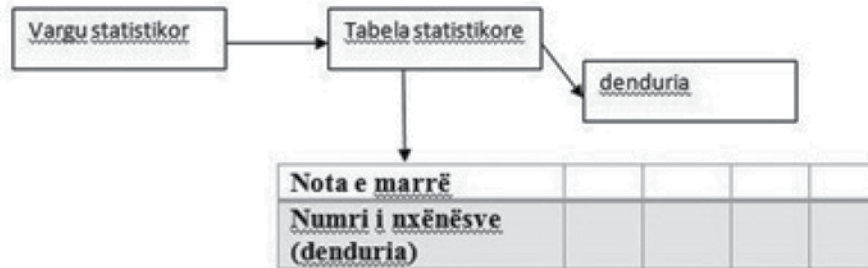 Vargu statistikor
Tabela statistikore
denduria
Nota e marrë
Numri i nxënësve
(denduria)